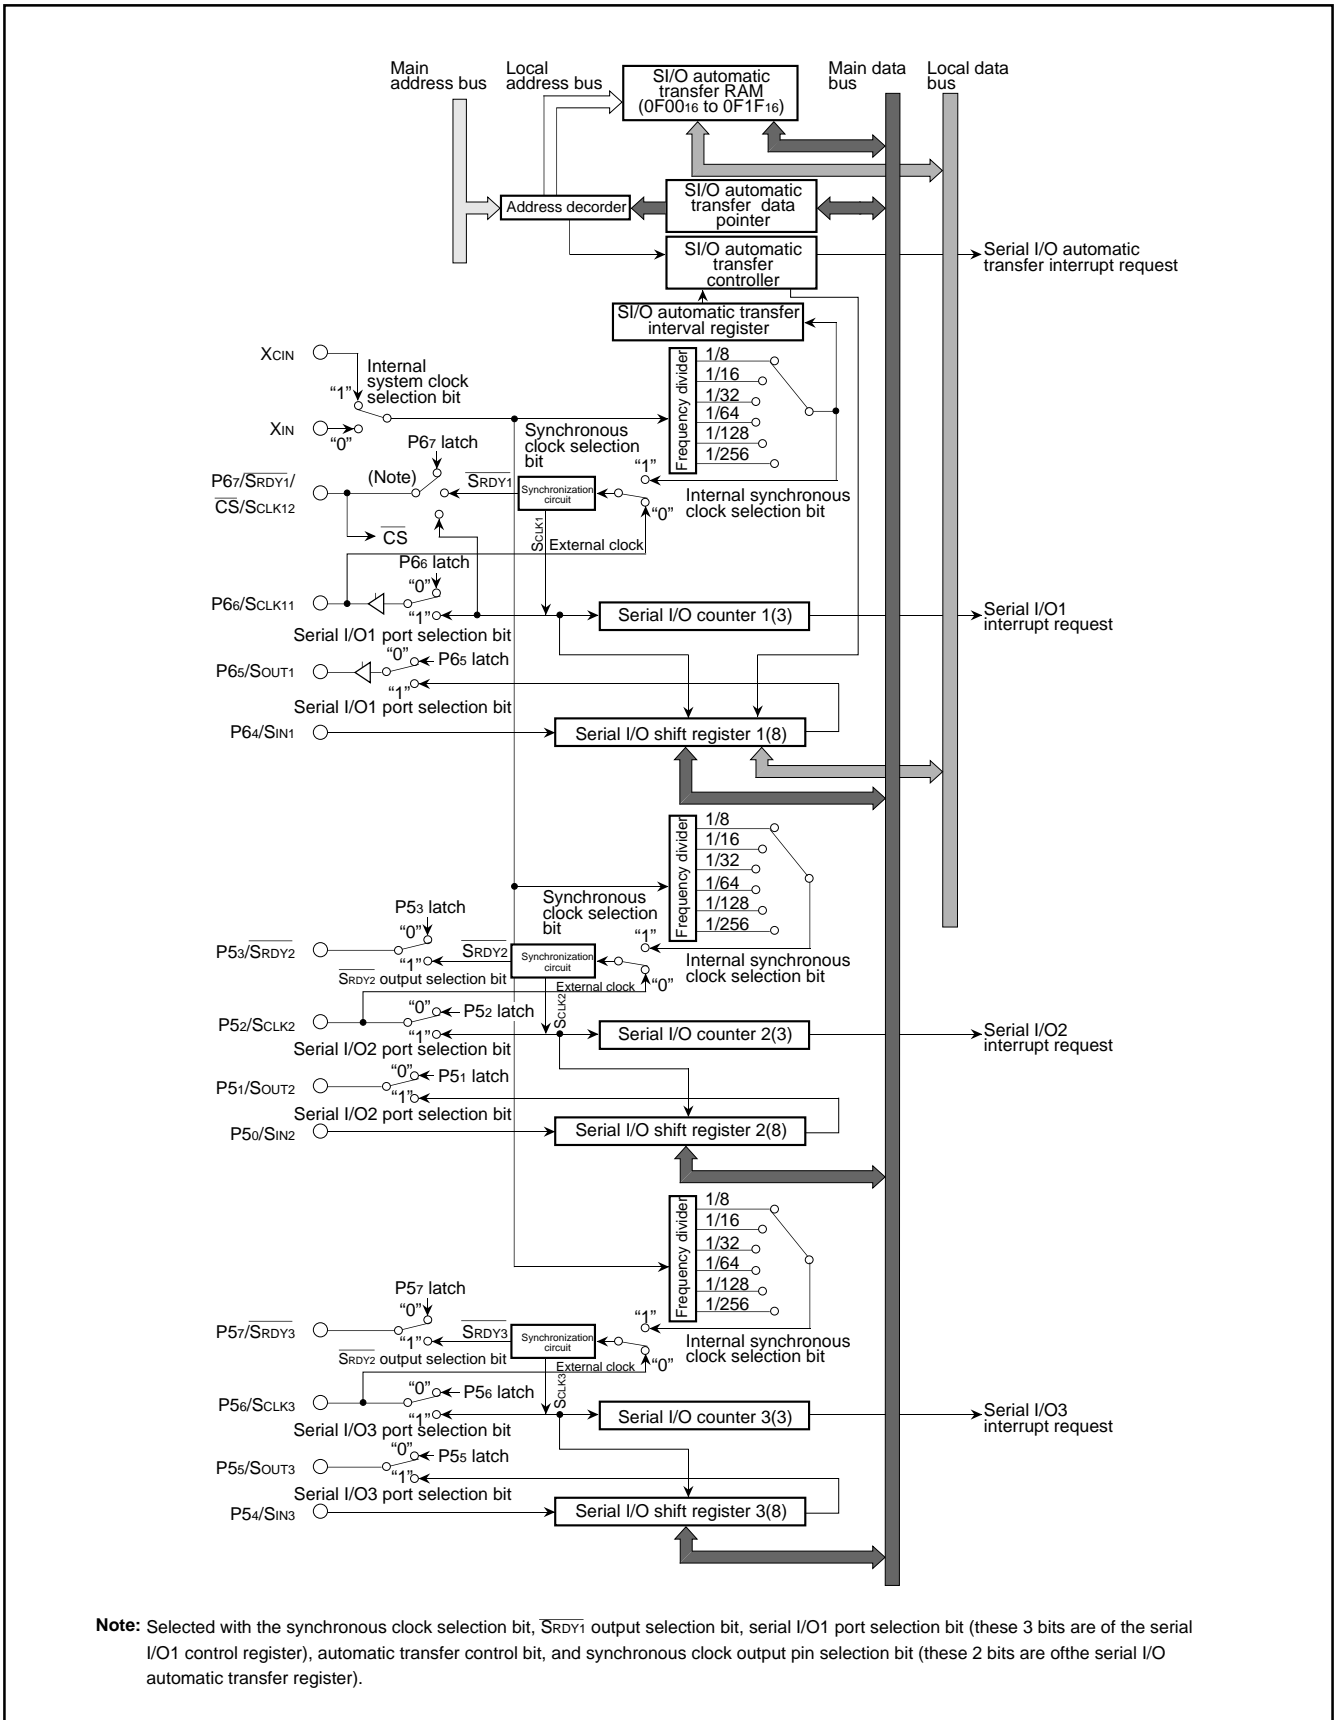 Main
address bus
Local
address bus
SI/O automatic
transfer RAM
(0F0016 to 0F1F16)
Main data
bus
Local data
bus
Address decorder
SI/O automatic
transfer data
pointer
SI/O automatic
transfer
controller
Serial I/O automatic
transfer interrupt request
SI/O automatic transfer
interval register
XCIN
Internal
system clock
selection bit
“1”
XIN
“0”
Frequency divider
1/8
1/16
1/32
1/64
1/128
1/256
Synchronous
clock selection
bit
P67 latch
(Note)
P67/SRDY1/
CS/SCLK12
SRDY1
Synchronization
circuit
“1”
“0”
Internal synchronous
clock selection bit
CS
SCLK1
External clock
P66 latch
“0”
P66/SCLK11
“1”
Serial I/O1 port selection bit
Serial I/O counter 1(3)
Serial I/O1
interrupt request
“0”
P65 latch
P65/SOUT1
“1”
Serial I/O1 port selection bit
P64/SIN1
Serial I/O shift register 1(8)
Frequency divider
1/8
1/16
1/32
1/64
1/128
1/256
Synchronous
clock selection
bit
P53 latch
“0”
P53/SRDY2
“1”
SRDY2
Synchronization
circuit
“1”
“0”
Internal synchronous
clock selection bit
SRDY2 output selection bit
External clock
SCLK2
“0”
P52 latch
P52/SCLK2
“1”
Serial I/O2 port selection bit
Serial I/O counter 2(3)
Serial I/O2
interrupt request
“0”
P51 latch
P51/SOUT2
“1”
Serial I/O2 port selection bit
P50/SIN2
Serial I/O shift register 2(8)
Frequency divider
1/8
1/16
1/32
1/64
1/128
1/256
P57 latch
“0”
P57/SRDY3
“1”
SRDY3
Synchronization
circuit
“1”
“0”
Internal synchronous
clock selection bit
SRDY2 output selection bit
External clock
SCLK3
“0”
P56 latch
P56/SCLK3
“1”
Serial I/O3 port selection bit
Serial I/O counter 3(3)
Serial I/O3
interrupt request
“0”
P55 latch
P55/SOUT3
“1”
Serial I/O3 port selection bit
P54/SIN3
Serial I/O shift register 3(8)
Note: Selected with the synchronous clock selection bit, SRDY1 output selection bit, serial I/O1 port selection bit (these 3 bits are of the serial
I/O1 control register), automatic transfer control bit, and synchronous clock output pin selection bit (these 2 bits are ofthe serial I/O
automatic transfer register).